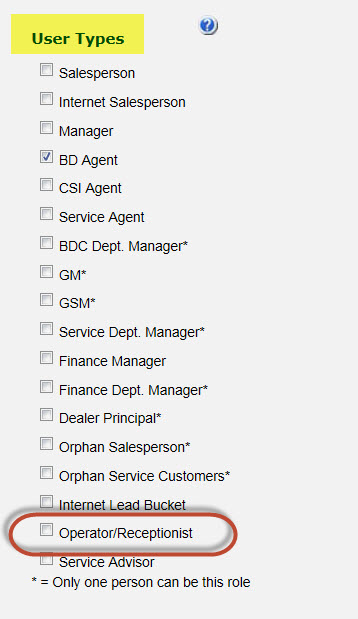 User Types
?
Salesperson
Internet Salesperson
Manager
BD Agent
CSI Agent
Service Agent
BDC Dept. Manager*
GM*
GSM*
Service Dept. Manager*
Finance Manager
Finance Dept. Manager*
Dealer Principal*
Orphan Salesperson*
Orphan Service Customers*
Internet Lead Bucket
Operator/Receptionist
Service Advisor
* = Only one person can be this role